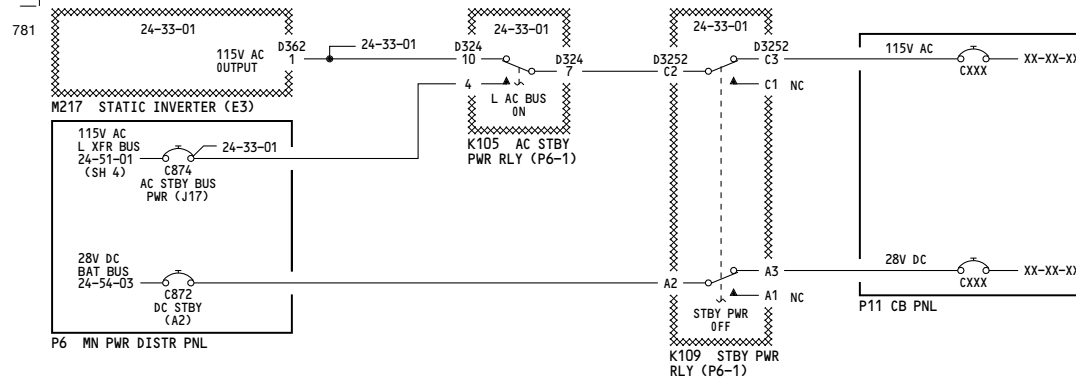 781
24-33-01
115V AC
OUTPUT
D362
1
24-33-01
M217 STATIC INVERTER (E3)
24-33-01
D324
10
D324
7
4
L AC BUS
ON
K105 AC STBY
PWR RLY (P6-1)
24-33-01
D3252
C2
D3252
C3
C1 NC
115V AC
CXXX
XX-XX-XX
115V AC
L XFR BUS
24-51-01
(SH 4)
24-33-01
C874
AC STBY BUS
PWR (J17)
28V DC
BAT BUS
24-54-03
C872
DC STBY
(A2)
P6 MN PWR DISTR PNL
A2
A3
A1 NC
STBY PWR
OFF
K109 STBY PWR
RLY (P6-1)
28V DC
CXXX
XX-XX-XX
P11 CB PNL